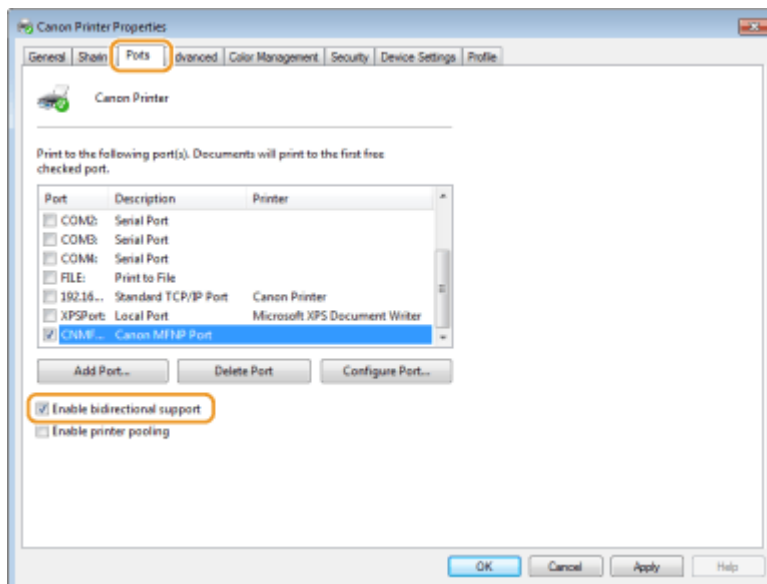 Canon Printer Properties
General Sharin Ports dvanced Color Management Security Device Settings Profile
Canon Printer
Print to the following port(s). Documents will print to the first free
checked port.
Port Description Printer
COM2: Serial Port
COM3: Serial Port
COM4: Serial Port
FILE: Print to File
192.16... Standard TCP/IP Port Canon Printer
XPSPort: Local Port Microsoft XPS Document Writer
CNMF... Canon MFNP Port
Add Port... Delete Port Configure Port...
Enable bidirectional support
Enable printer pooling
OK Cancel Apply Help